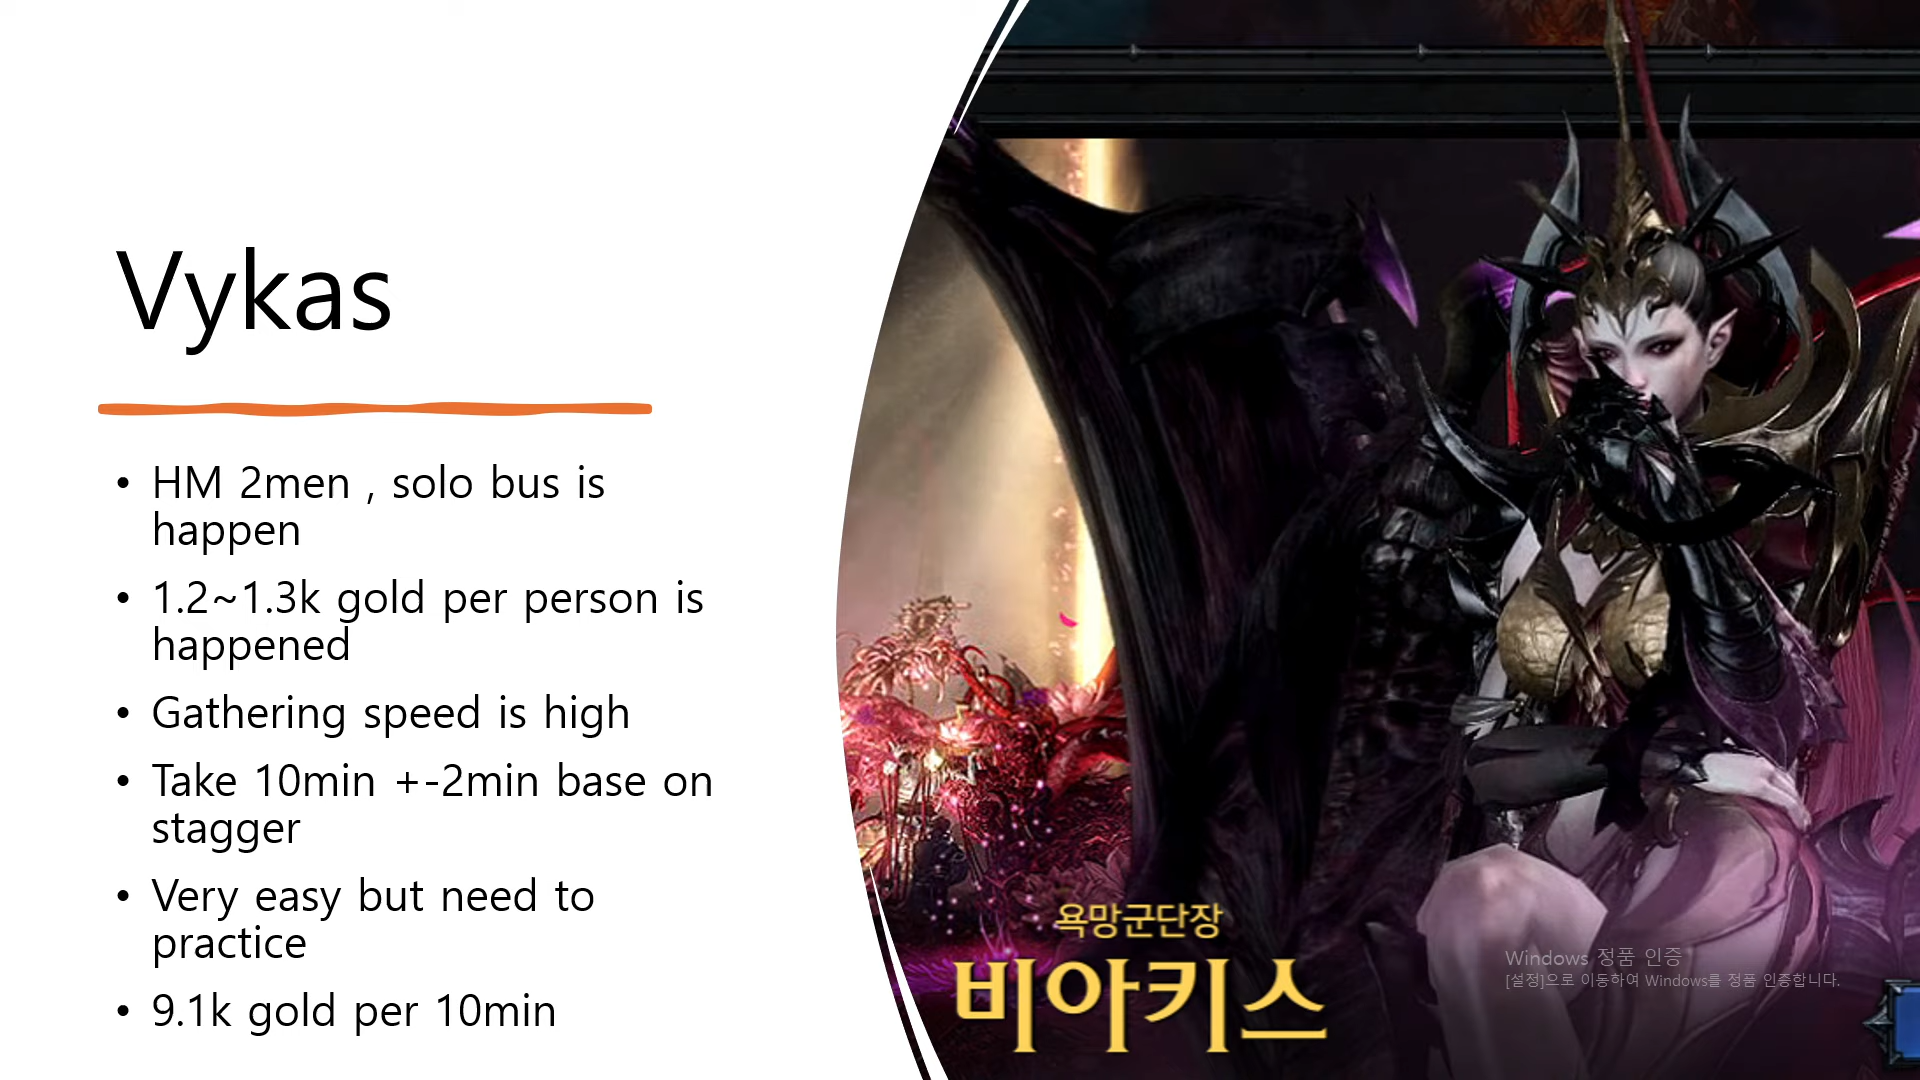 Vykas
• HM 2men , solo bus is
happen
• 1.2~1.3k gold per person is
happened
• Gathering speed is high
• Take 10min +-2min base on
stagger
• Very easy but need to
practice
• 9.1k gold per 10min
욕망군단장
비아키스
Windows 정품 인증
[설정]으로 이동하여 Windows를 정품 인증합니다.